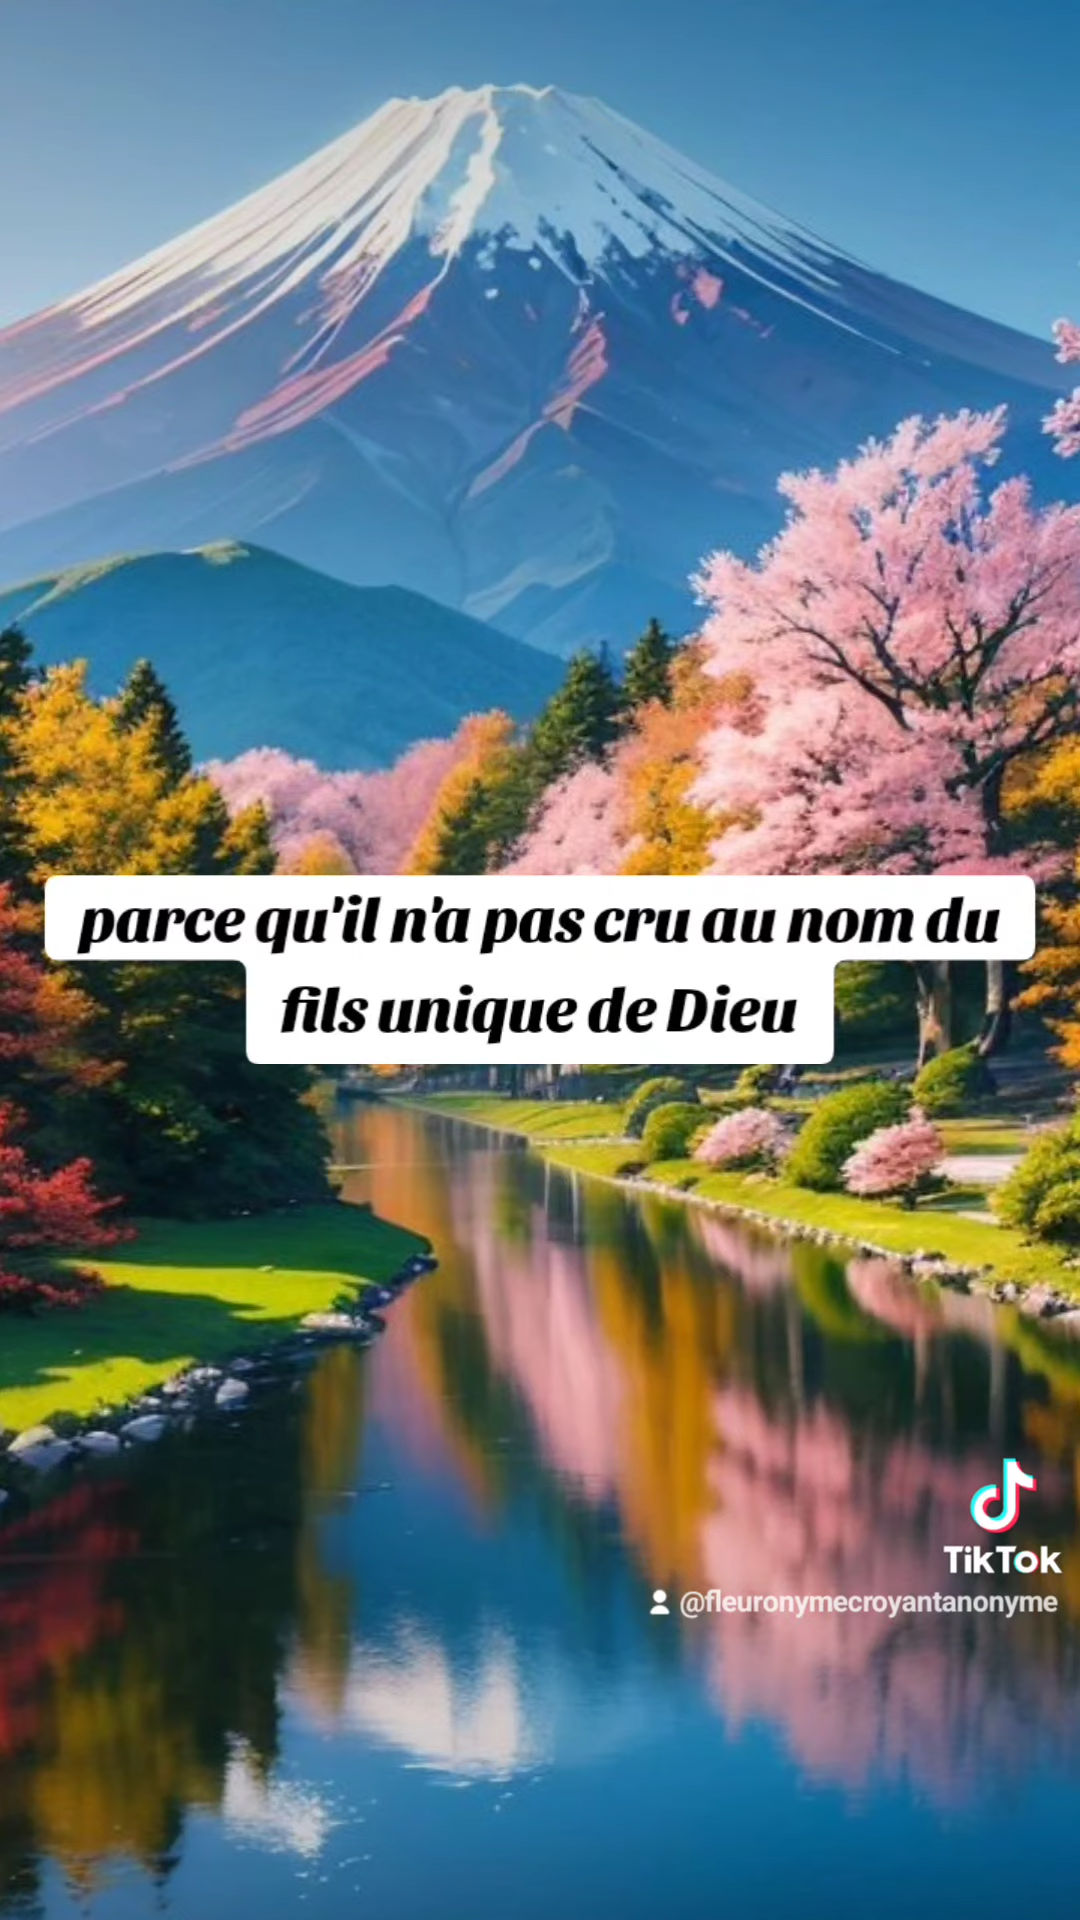 parce qu'il n'a pas cru au nom du
fils unique de Dieu
TikTok
@fleuronymecroyantanonyme